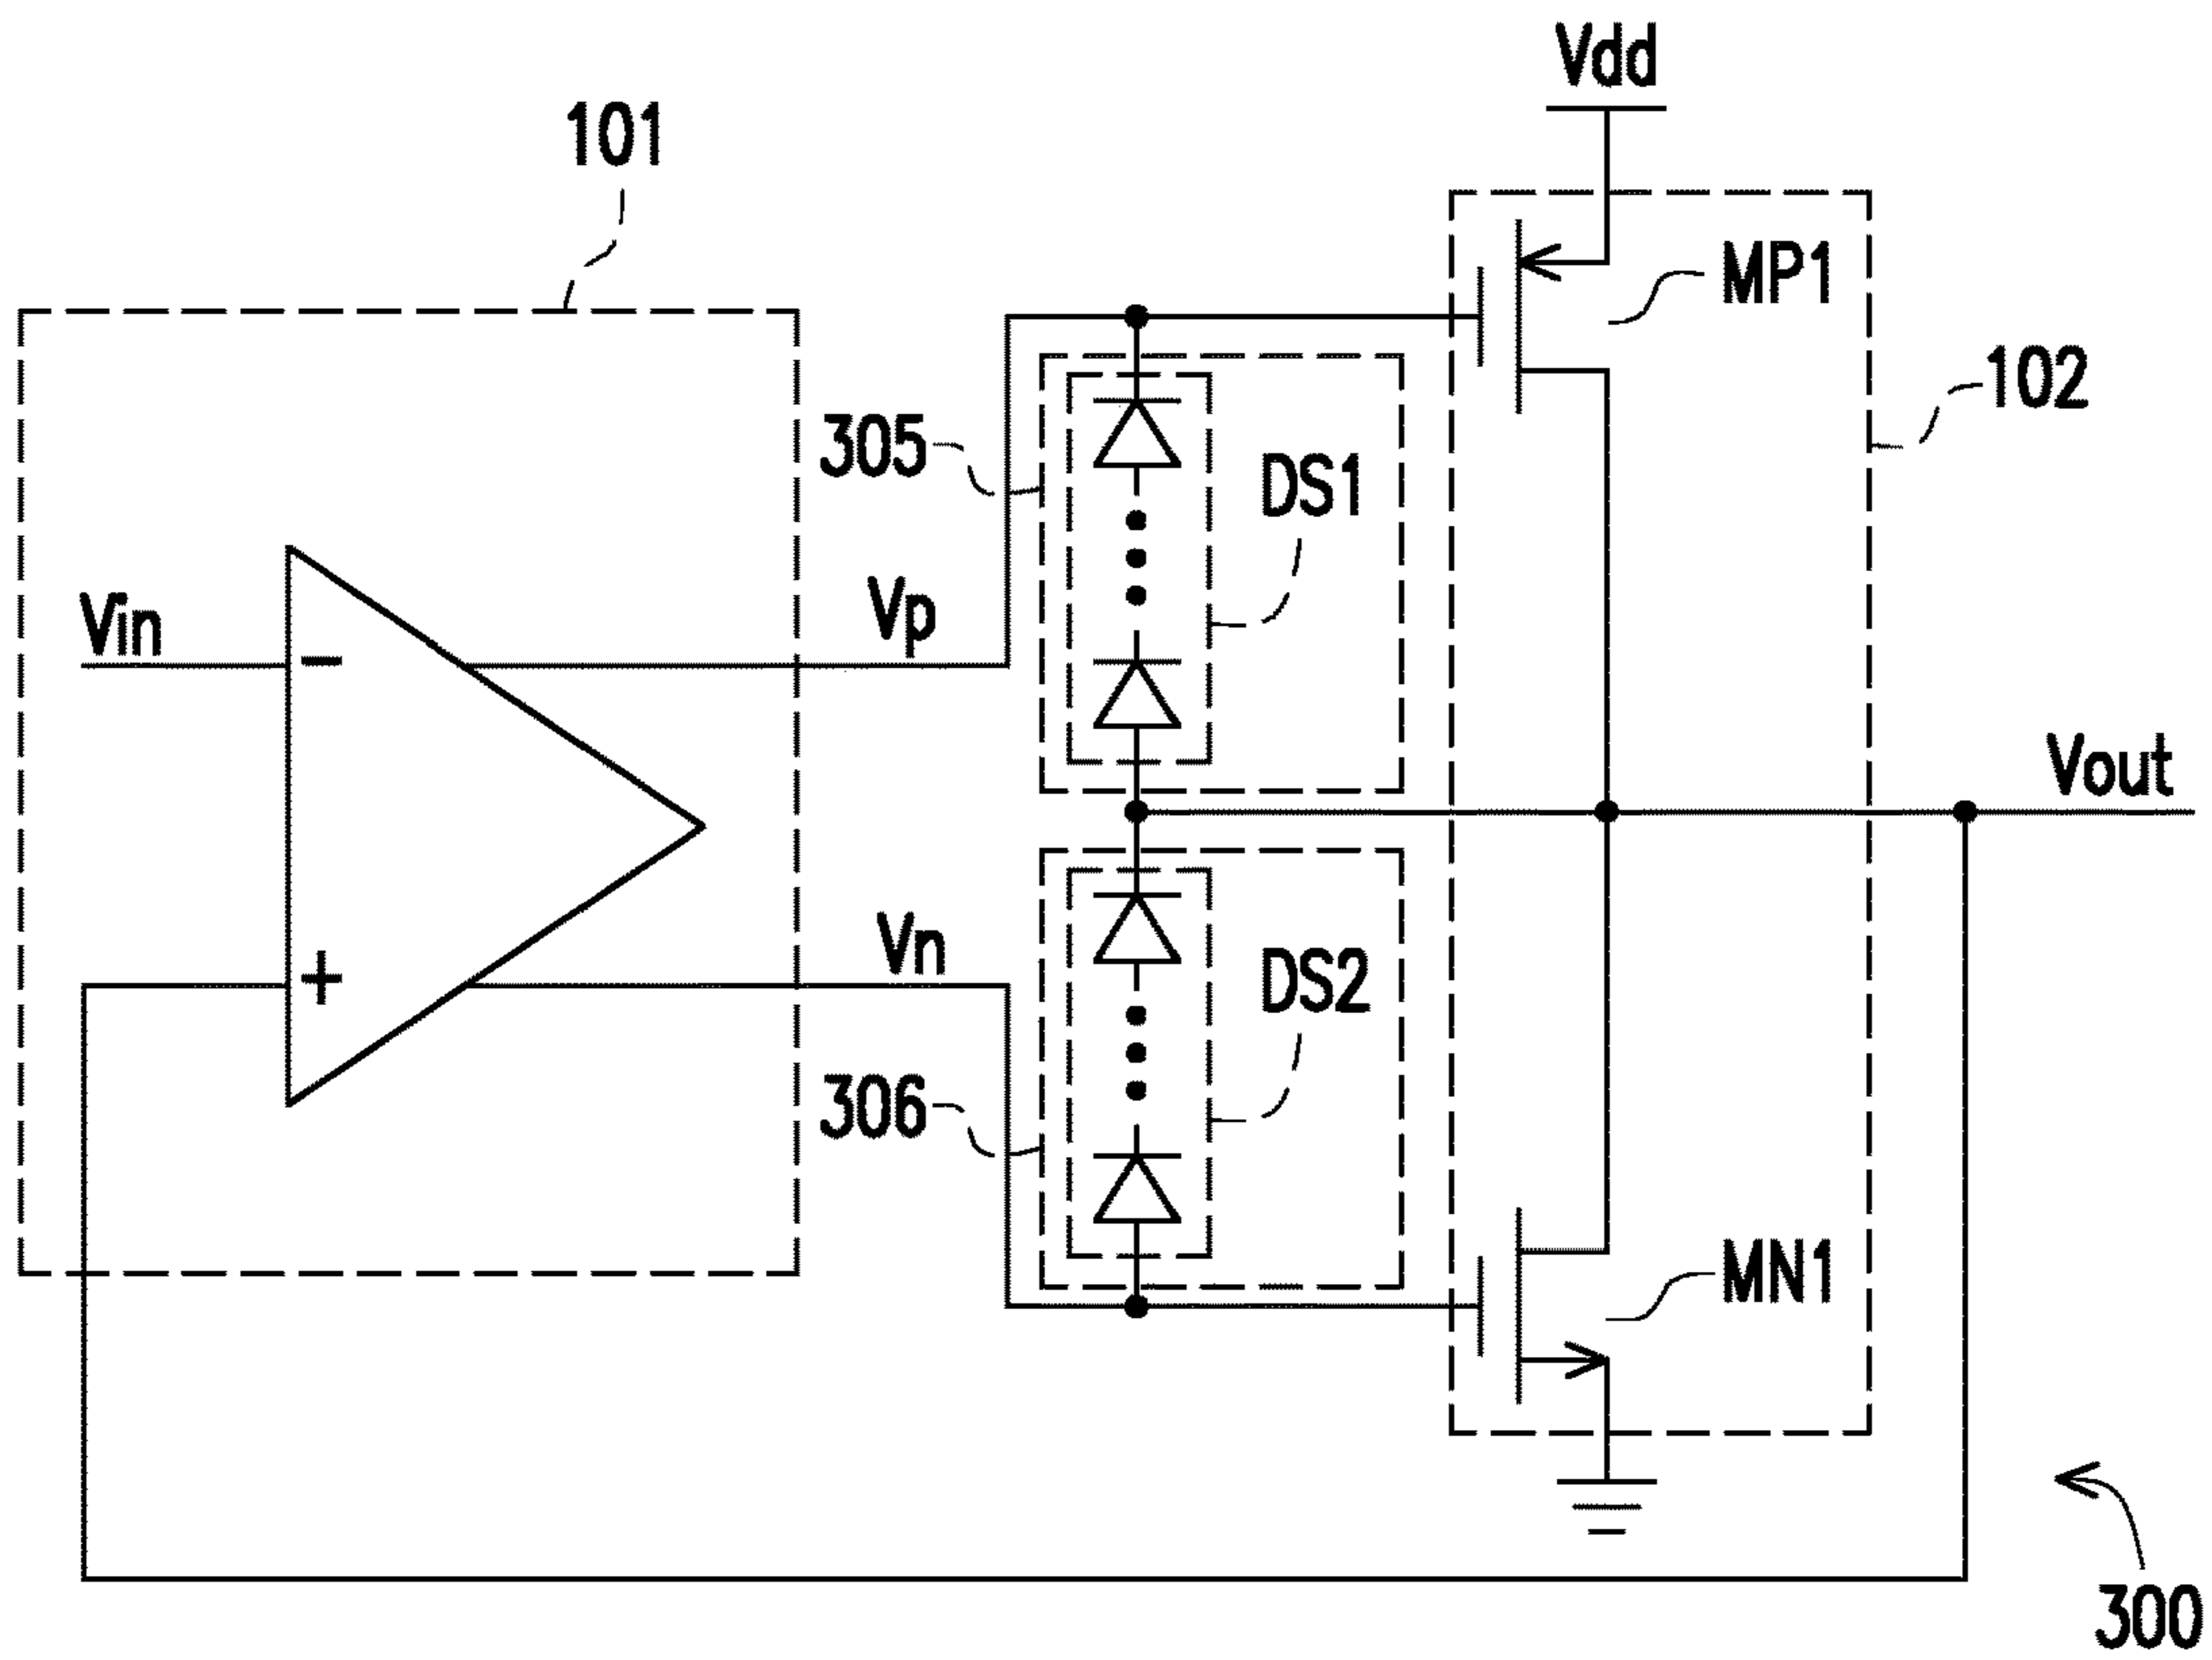 Vdd
101
MP1
102
305
DS1
Vin
Vp
-
Vout
Vn
+
DS2
306
MN1
300